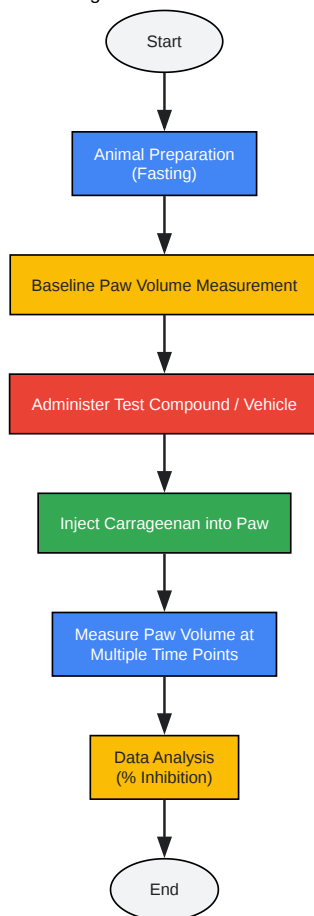 Start
Animal Preparation
(Fasting)
Baseline Paw Volume Measurement
Administer Test Compound / Vehicle
Inject Carrageenan into Paw
Measure Paw Volume at
Multiple Time Points
Data Analysis
(% Inhibition)
End